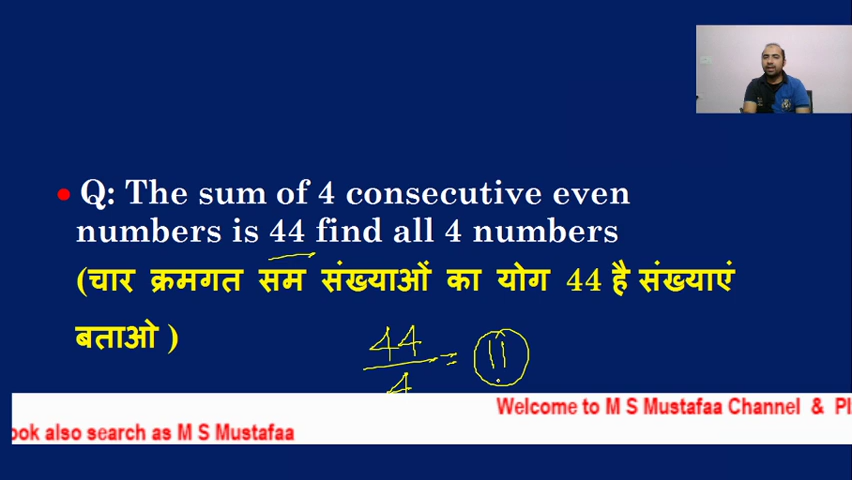 Q: The sum of 4 consecutive even
numbers is 44 find all 4 numbers
(चार क्रमगत सम संख्याओं का योग 44 है संख्याएं
बताओ )
44
= 11
4
Welcome to M S Mustafaa Channel & Pl
ook also search as M S Mustafaa